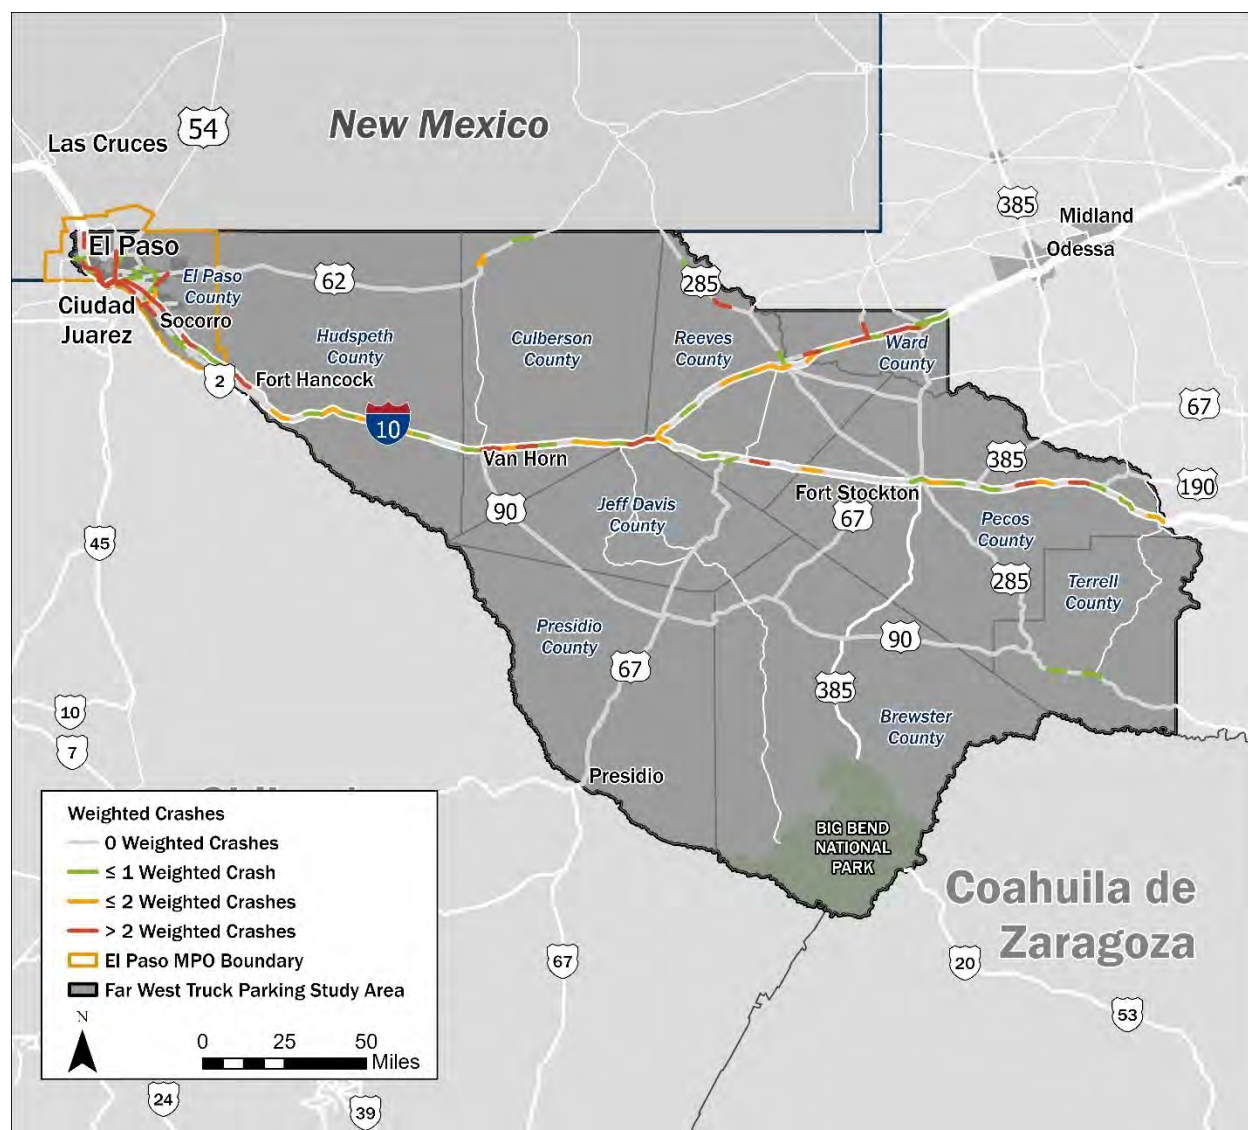 New Mexico
54
Las Cruces
385
Midland
Odessa
El Paso
El Paso
County
62
285
Ciudad
Juarez
Socorro
Hudspeth
County
Culberson
County
Reeves
County
Ward
County
2
Fort Hancock
10
67
Van Horn
385
190
Fort Stockton
90
67
Jeff Davis
County
Pecos
County
45
285
Terrell
County
Presidio
County
90
67
385
10
Brewster
County
7
Presidio
BIG BEND
NATIONAL
PARK
Coahuila de
Zaragoza
67
20
53
24
39
Weighted Crashes
0 Weighted Crashes
≤ 1 Weighted Crash
≤ 2 Weighted Crashes
> 2 Weighted Crashes
El Paso MPO Boundary
Far West Truck Parking Study Area
N
0 25 50
Miles